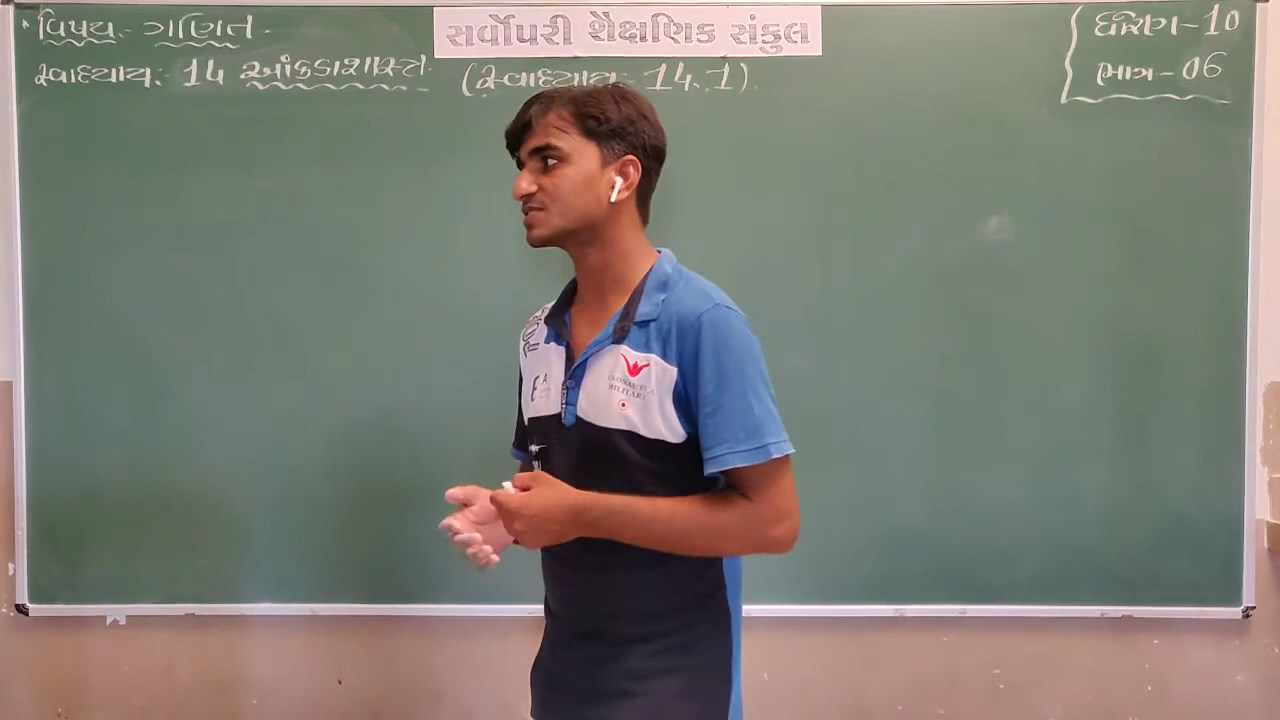 * વિષય:- ગણિત.
સર્વોપરી શૈક્ષણિક સંકુલ
ધોરણ - 10
સ્વાધ્યાય: 14 આંકડાશાસ્ત્ર. (સ્વાધ્યાય:- 14.1).
ભાગ - 06
E A